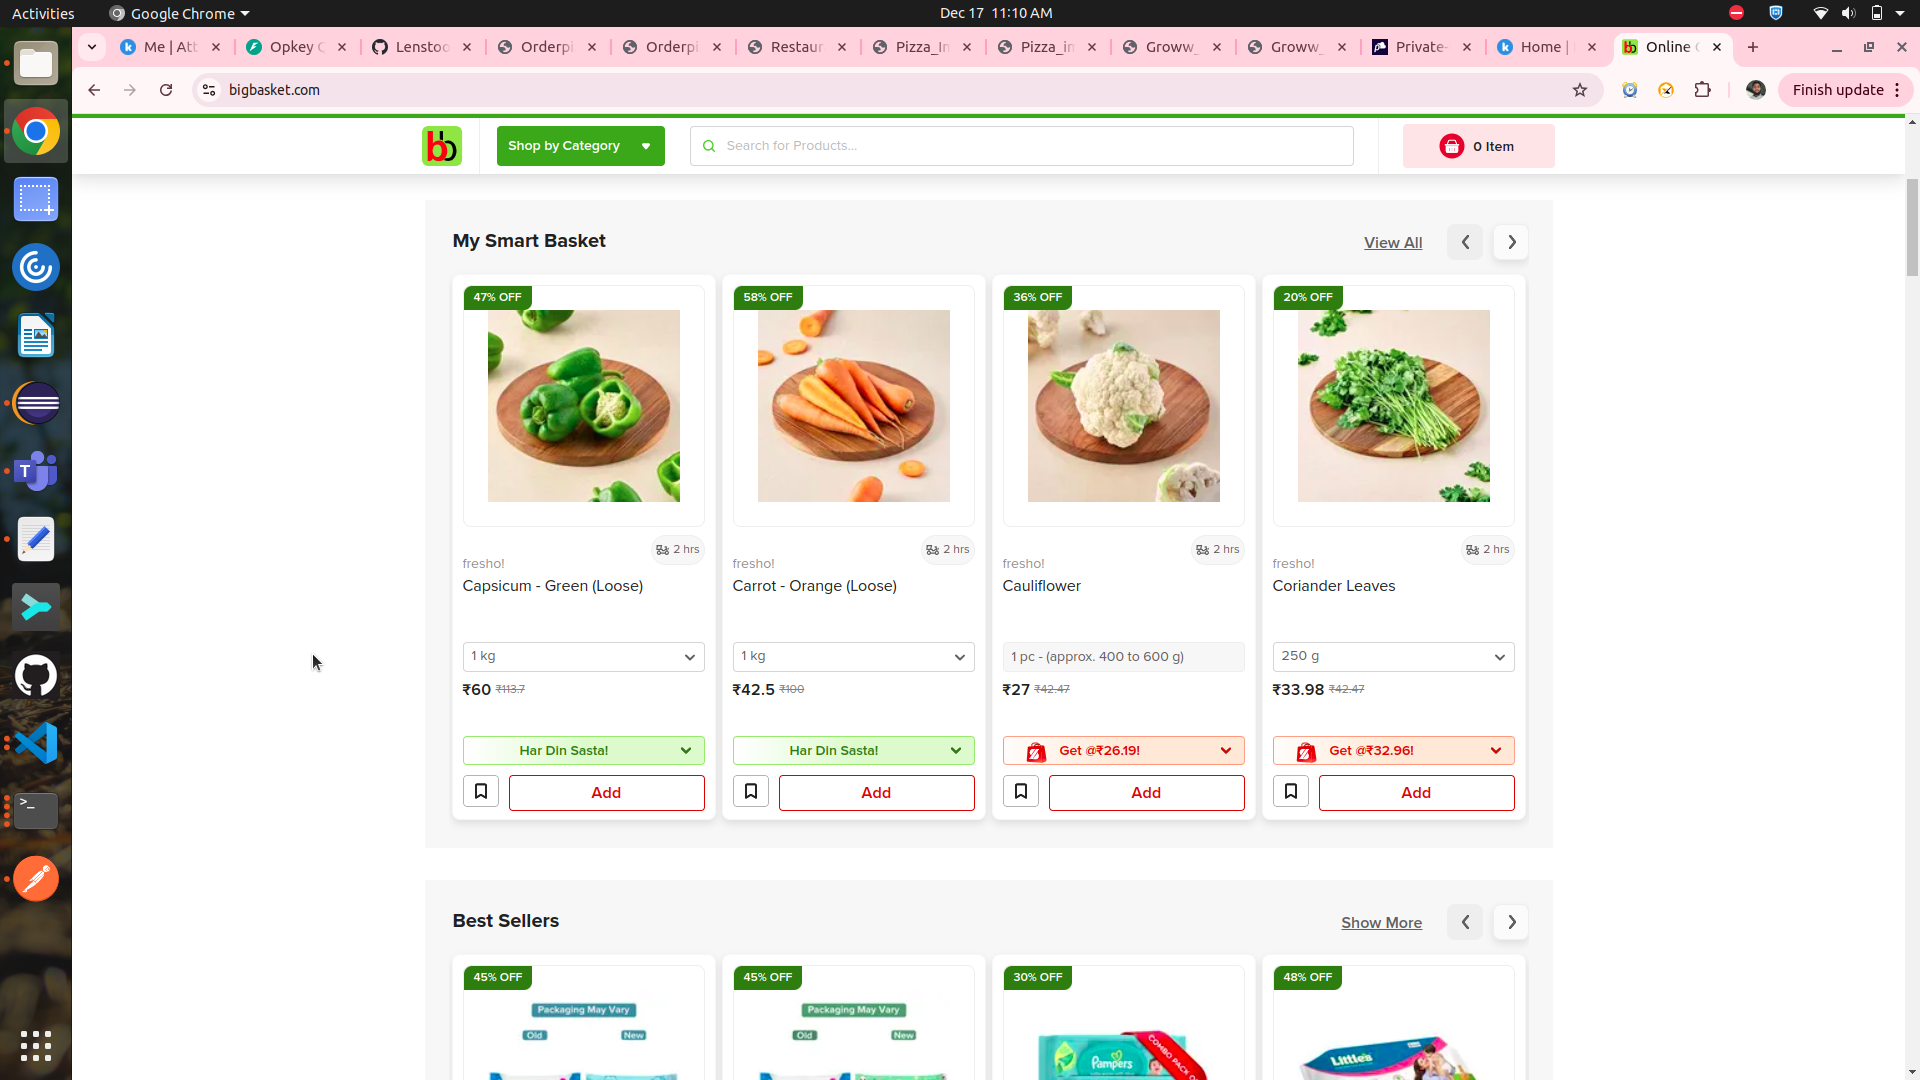 Activities
Google Chrome
Dec 17 11:10 AM
Me | Att
Opkey
Lenstoo
Orderpi
Orderpi
Restaur
Pizza_In
Pizza_in
Groww_
Groww_
Private-
Home |
Online
bigbasket.com
Finish update
bb
Shop by Category
Search for Products...
0 Item
My Smart Basket
View All
47% OFF
58% OFF
36% OFF
20% OFF
2 hrs
2 hrs
2 hrs
2 hrs
fresho!
fresho!
fresho!
fresho!
Capsicum - Green (Loose)
Carrot - Orange (Loose)
Cauliflower
Coriander Leaves
1 kg
1 kg
1 pc - (approx. 400 to 600 g)
250 g
₹60 ₹113.7
₹42.5 ₹100
₹27 ₹42.47
₹33.98 ₹42.47
Har Din Sasta!
Har Din Sasta!
Get @₹26.19!
Get @₹32.96!
Add
Add
Add
Add
Best Sellers
Show More
45% OFF
45% OFF
30% OFF
48% OFF
Packaging May Vary
Packaging May Vary
Old
New
Old
New
Pampers
COMBO PACK
Little's